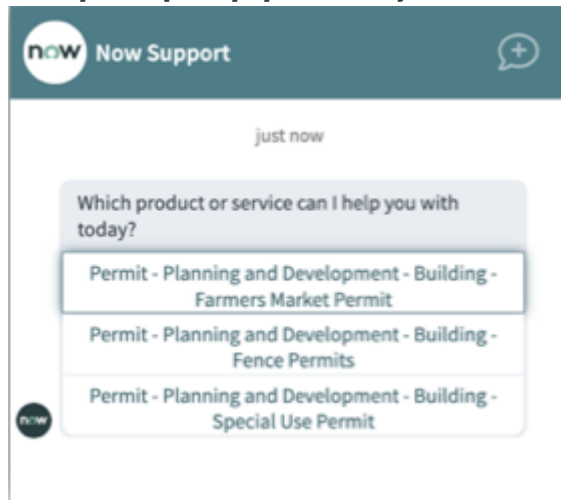 now Now Support
just now
Which product or service can I help you with
today?
Permit - Planning and Development - Building -
Farmers Market Permit
Permit - Planning and Development - Building -
Fence Permits
Permit - Planning and Development - Building -
Special Use Permit
now